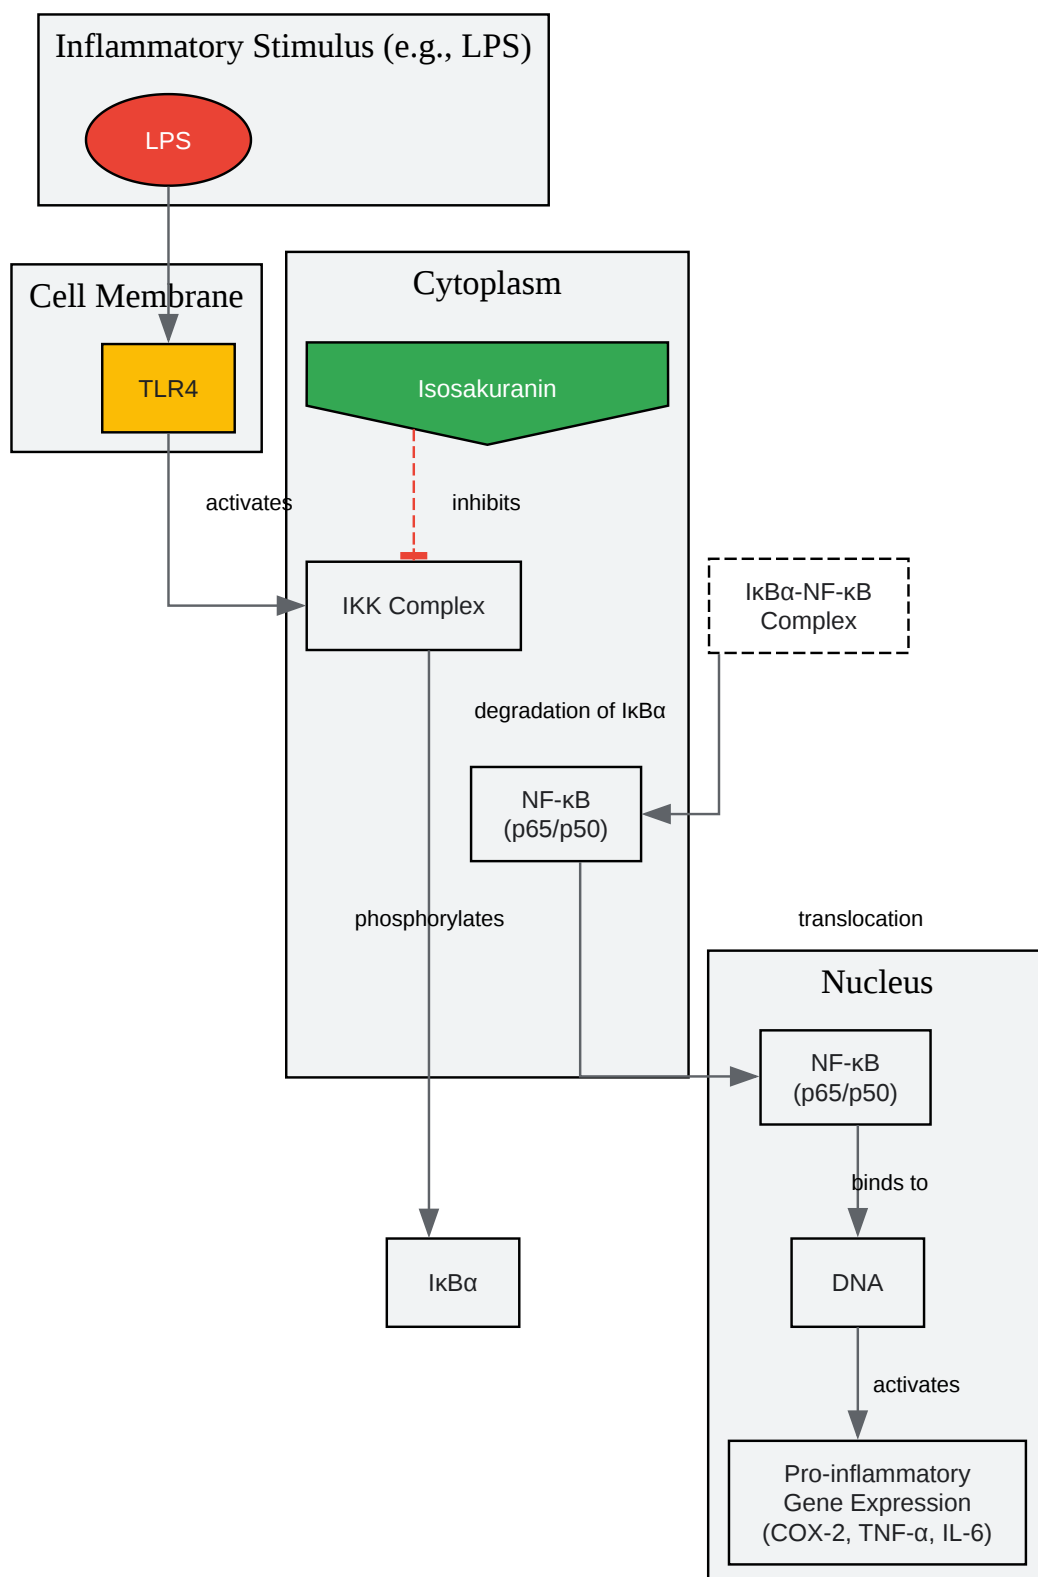 Inflammatory Stimulus (e.g., LPS)
LPS
Cell Membrane
TLR4
Cytoplasm
Isosakuranin
activates
inhibits
IKK Complex
IκBα-NF-κB
Complex
degradation of IκBα
NF-κB
(p65/p50)
phosphorylates
translocation
Nucleus
NF-κB
(p65/p50)
binds to
IκBα
DNA
activates
Pro-inflammatory
Gene Expression
(COX-2, TNF-α, IL-6)